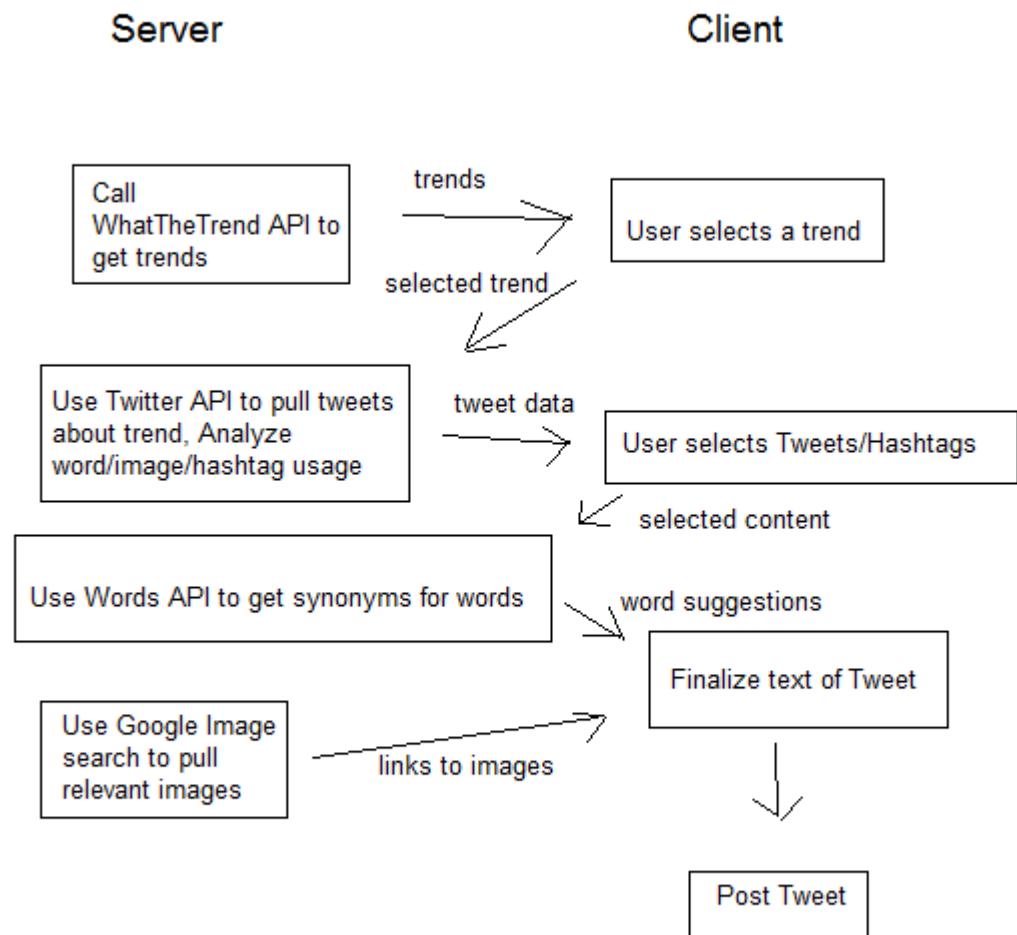 Server
Client
Call
WhatTheTrend API to
get trends
trends
User selects a trend
selected trend
Use Twitter API to pull tweets
about trend, Analyze
word/image/hashtag usage
tweet data
User selects Tweets/Hashtags
selected content
Use Words API to get synonyms for words
word suggestions
Finalize text of Tweet
Use Google Image
search to pull
relevant images
links to images
Post Tweet